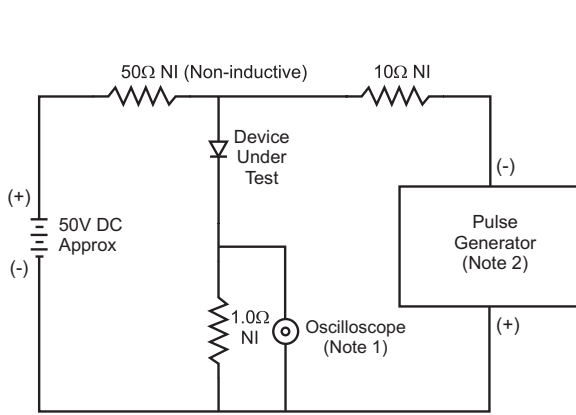 50Ω NI (Non-inductive)
10Ω NI
Device
Under
Test
(+)
50V DC
Approx
(-)
(-)
Pulse
Generator
(Note 2)
(+)
1.0Ω
NI
Oscilloscope
(Note 1)